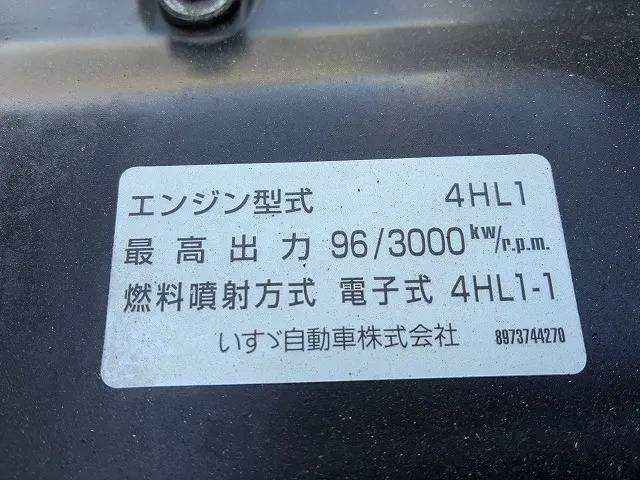 エンジン型式 4HL1
最高出力 96/3000 kw/r.p.m.
燃料噴射方式 電子式 4HL1-1
いすゞ自動車株式会社 8973744270